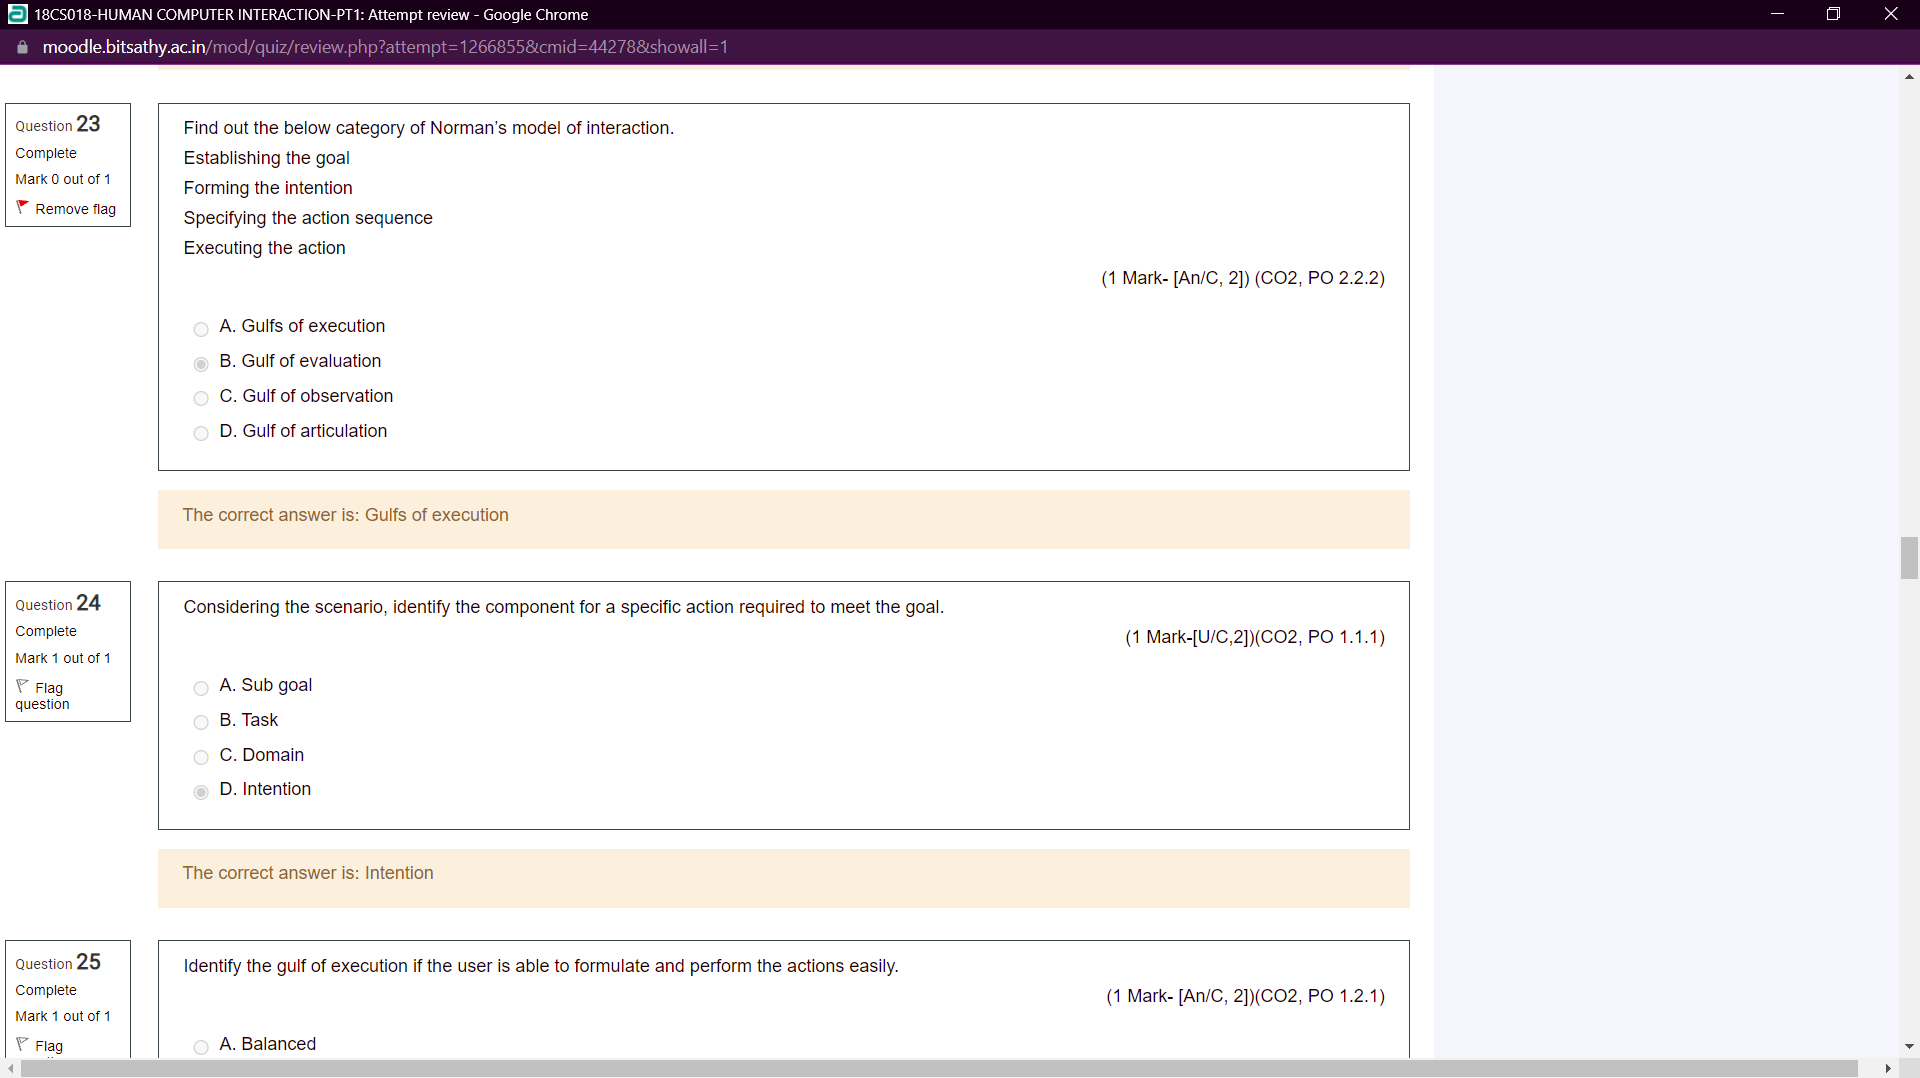 18CS018-HUMAN COMPUTER INTERACTION-PT1: Attempt review - Google Chrome
moodle.bitsathy.ac.in/mod/quiz/review.php?attempt=1266855&cmid=44278&showall=1
Question 23
Complete
Mark 0 out of 1
Remove flag
Find out the below category of Norman's model of interaction.
Establishing the goal
Forming the intention
Specifying the action sequence
Executing the action
(1 Mark- [An/C, 2]) (CO2, PO 2.2.2)
A. Gulfs of execution
B. Gulf of evaluation
C. Gulf of observation
D. Gulf of articulation
The correct answer is: Gulfs of execution
Question 24
Complete
Mark 1 out of 1
Flag
question
Considering the scenario, identify the component for a specific action required to meet the goal.
(1 Mark-[U/C,2])(CO2, PO 1.1.1)
A. Sub goal
B. Task
C. Domain
D. Intention
The correct answer is: Intention
Question 25
Complete
Mark 1 out of 1
Flag
Identify the gulf of execution if the user is able to formulate and perform the actions easily.
(1 Mark- [An/C, 2])(CO2, PO 1.2.1)
A. Balanced